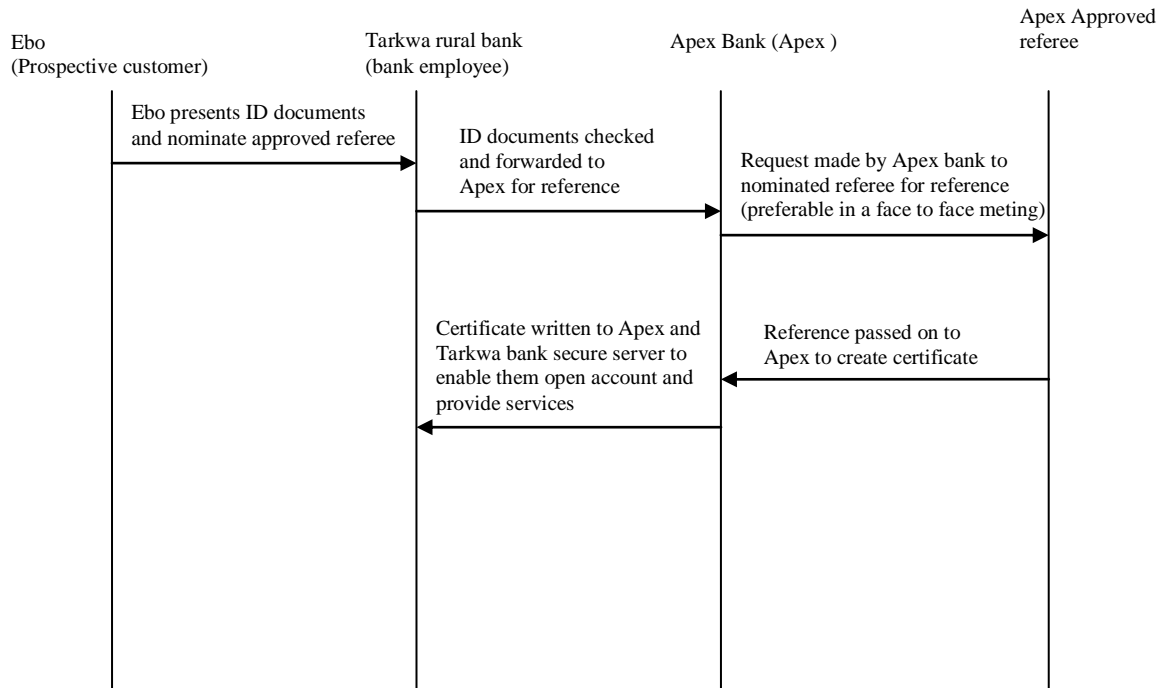 Ebo
(Prospective customer)
Tarkwa rural bank
(bank employee)
Apex Bank (Apex )
Apex Approved
referee
Ebo presents ID documents
and nominate approved referee
ID documents checked
and forwarded to
Apex for reference
Request made by Apex bank to
nominated referee for reference
(preferable in a face to face meting)
Certificate written to Apex and
Tarkwa bank secure server to
enable them open account and
provide services
Reference passed on to
Apex to create certificate